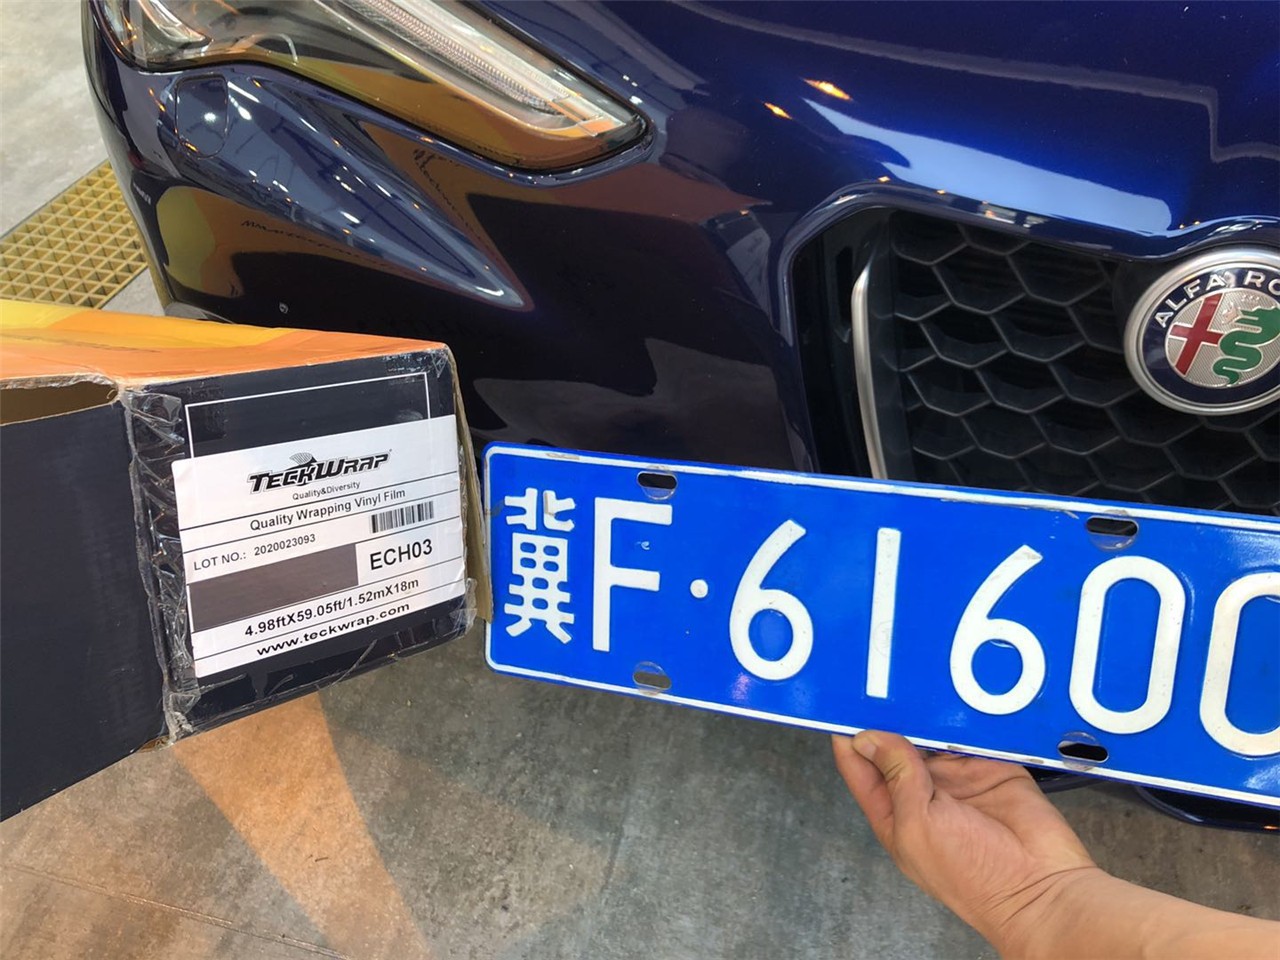 ALFA RO
TECKWRAP
Quality&Diversity
Quality Wrapping Vinyl Film
LOT NO.: 2020023093
ECH03
4.98ftX59.05ft/1.52mX18m
www.teckwrap.com
冀F·61600